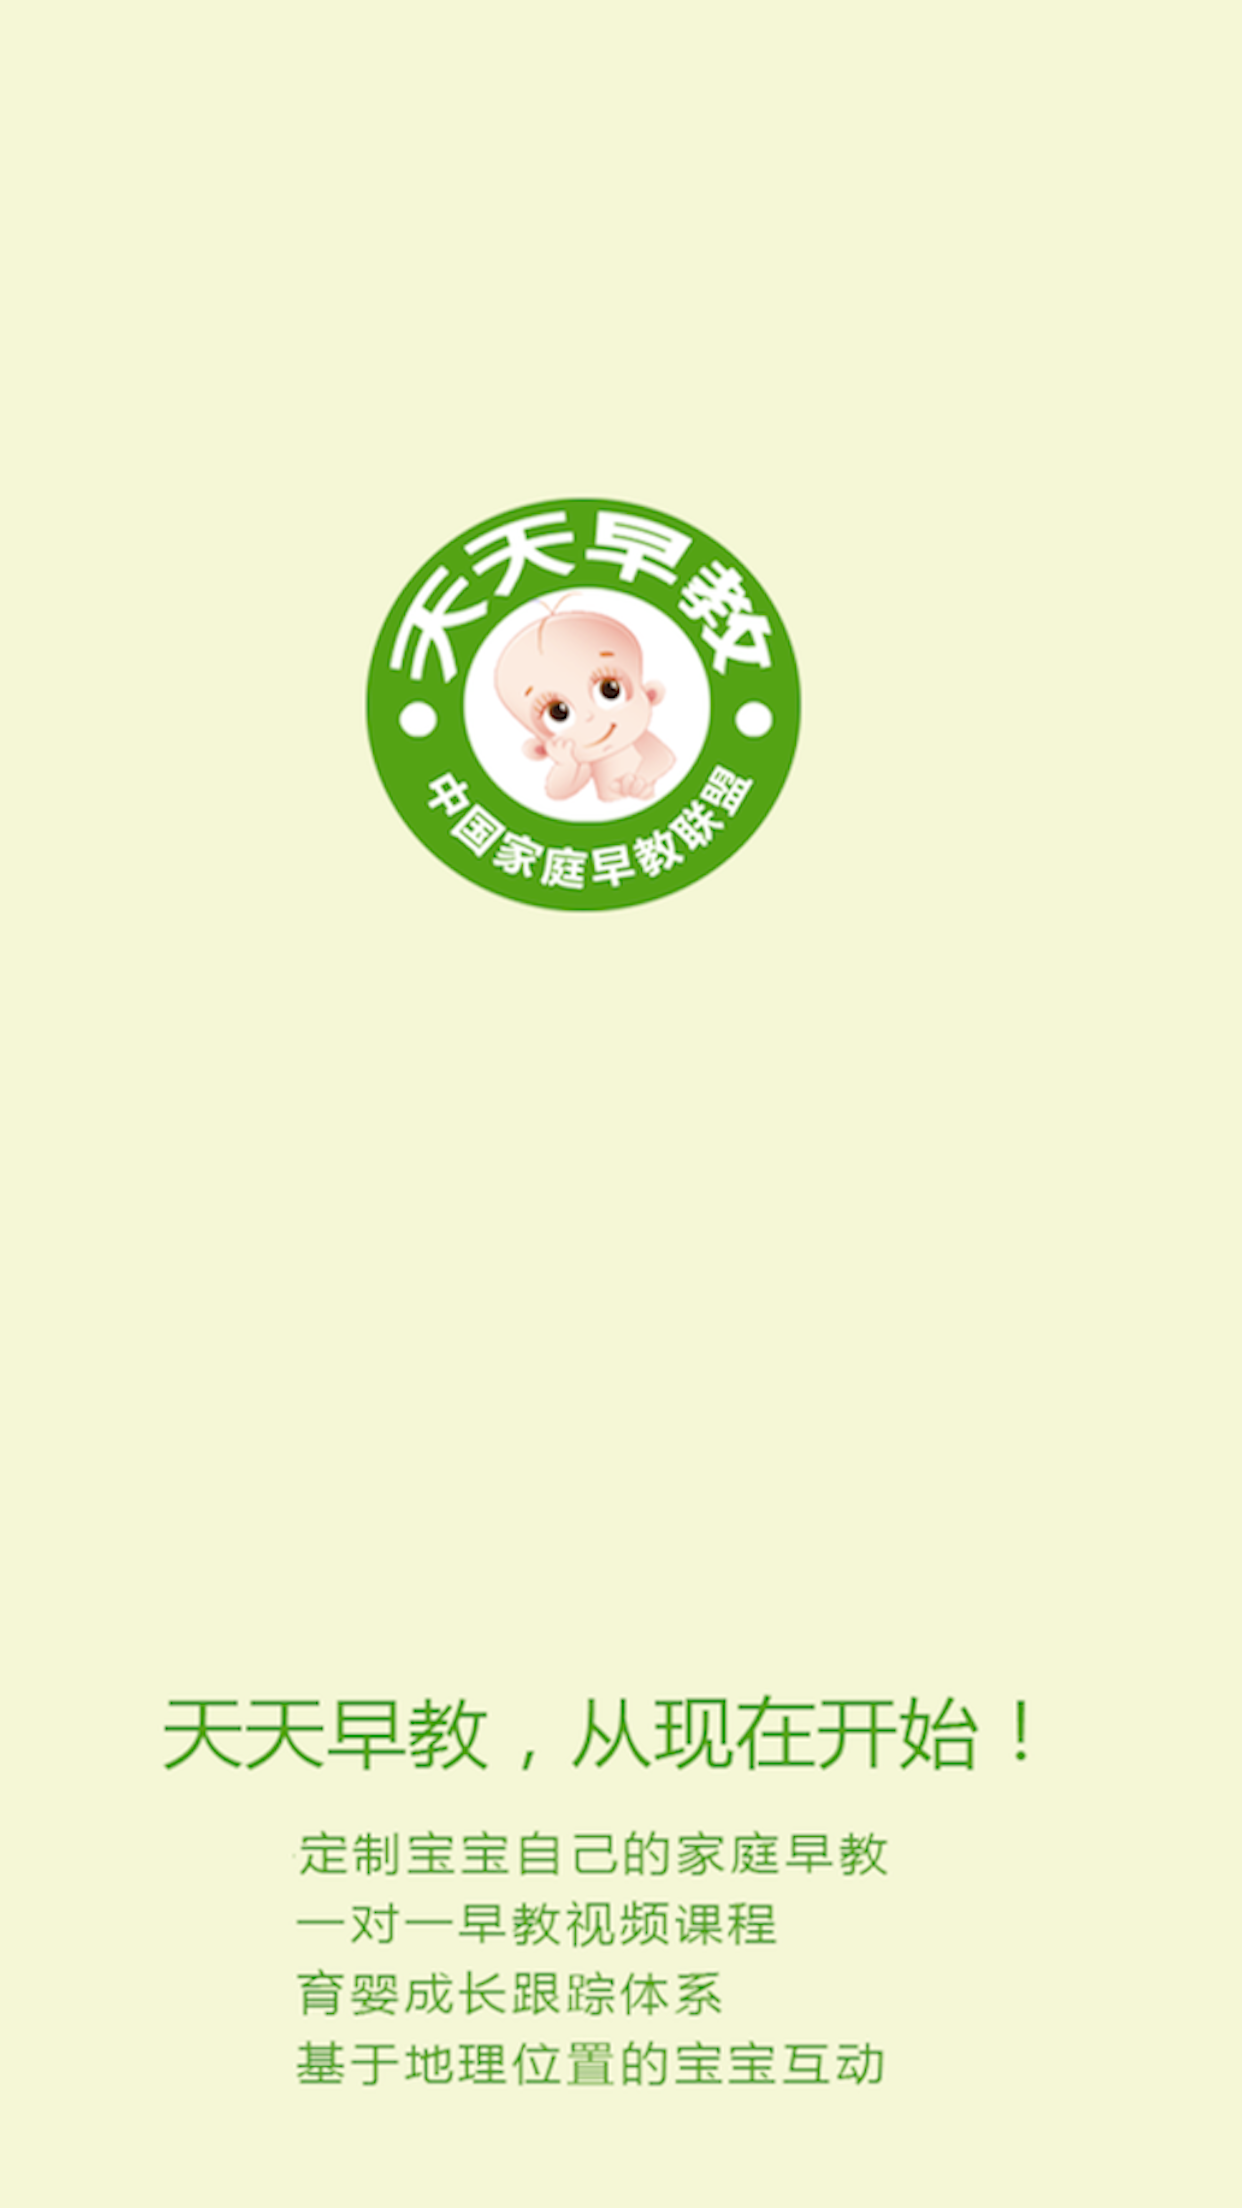 天天早教
中国家庭早教联盟
天天早教，从现在开始！
定制宝宝自己的家庭早教
一对一早教视频课程
育婴成长跟踪体系
基于地理位置的宝宝互动